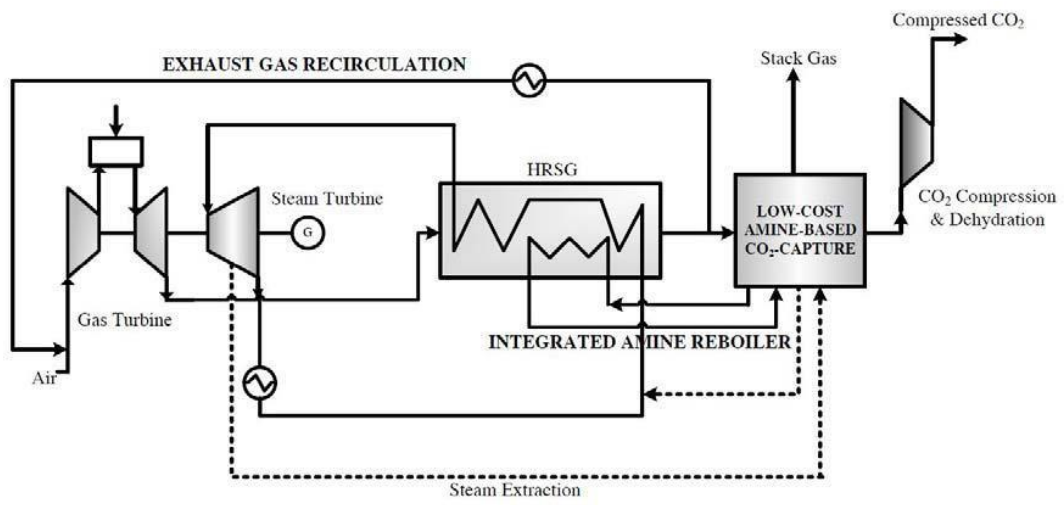 Compressed CO₂
EXHAUST GAS RECIRCULATION
Stack Gas
HRSG
Steam Turbine
G
CO₂ Compression
& Dehydration
LOW-COST
AMINE-BASED
CO₂-CAPTURE
Gas Turbine
INTEGRATED AMINE REBOILER
Air
Steam Extraction